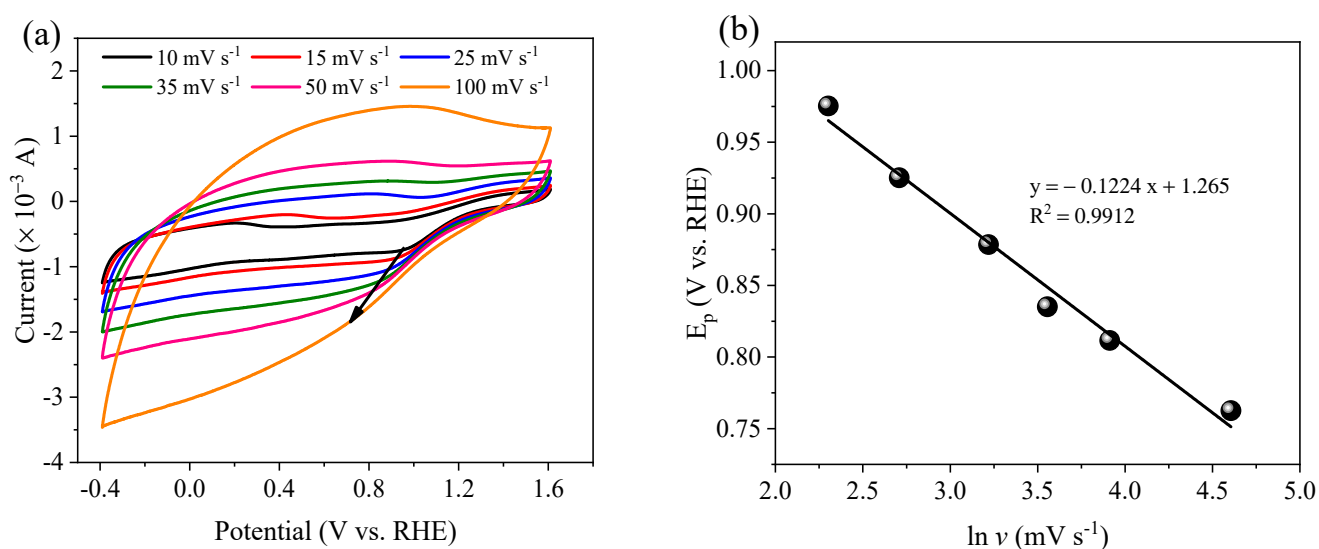 (a)
10 mV s⁻¹ 15 mV s⁻¹ 25 mV s⁻¹
35 mV s⁻¹ 50 mV s⁻¹ 100 mV s⁻¹
Current (× 10⁻³ A)
2
1
0
-1
-2
-3
-4
-0.4 0.0 0.4 0.8 1.2 1.6
Potential (V vs. RHE)
(b)
E_p (V vs. RHE)
1.00
0.95
0.90
0.85
0.80
0.75
y = − 0.1224 x + 1.265
R² = 0.9912
2.0 2.5 3.0 3.5 4.0 4.5 5.0
ln v (mV s⁻¹)